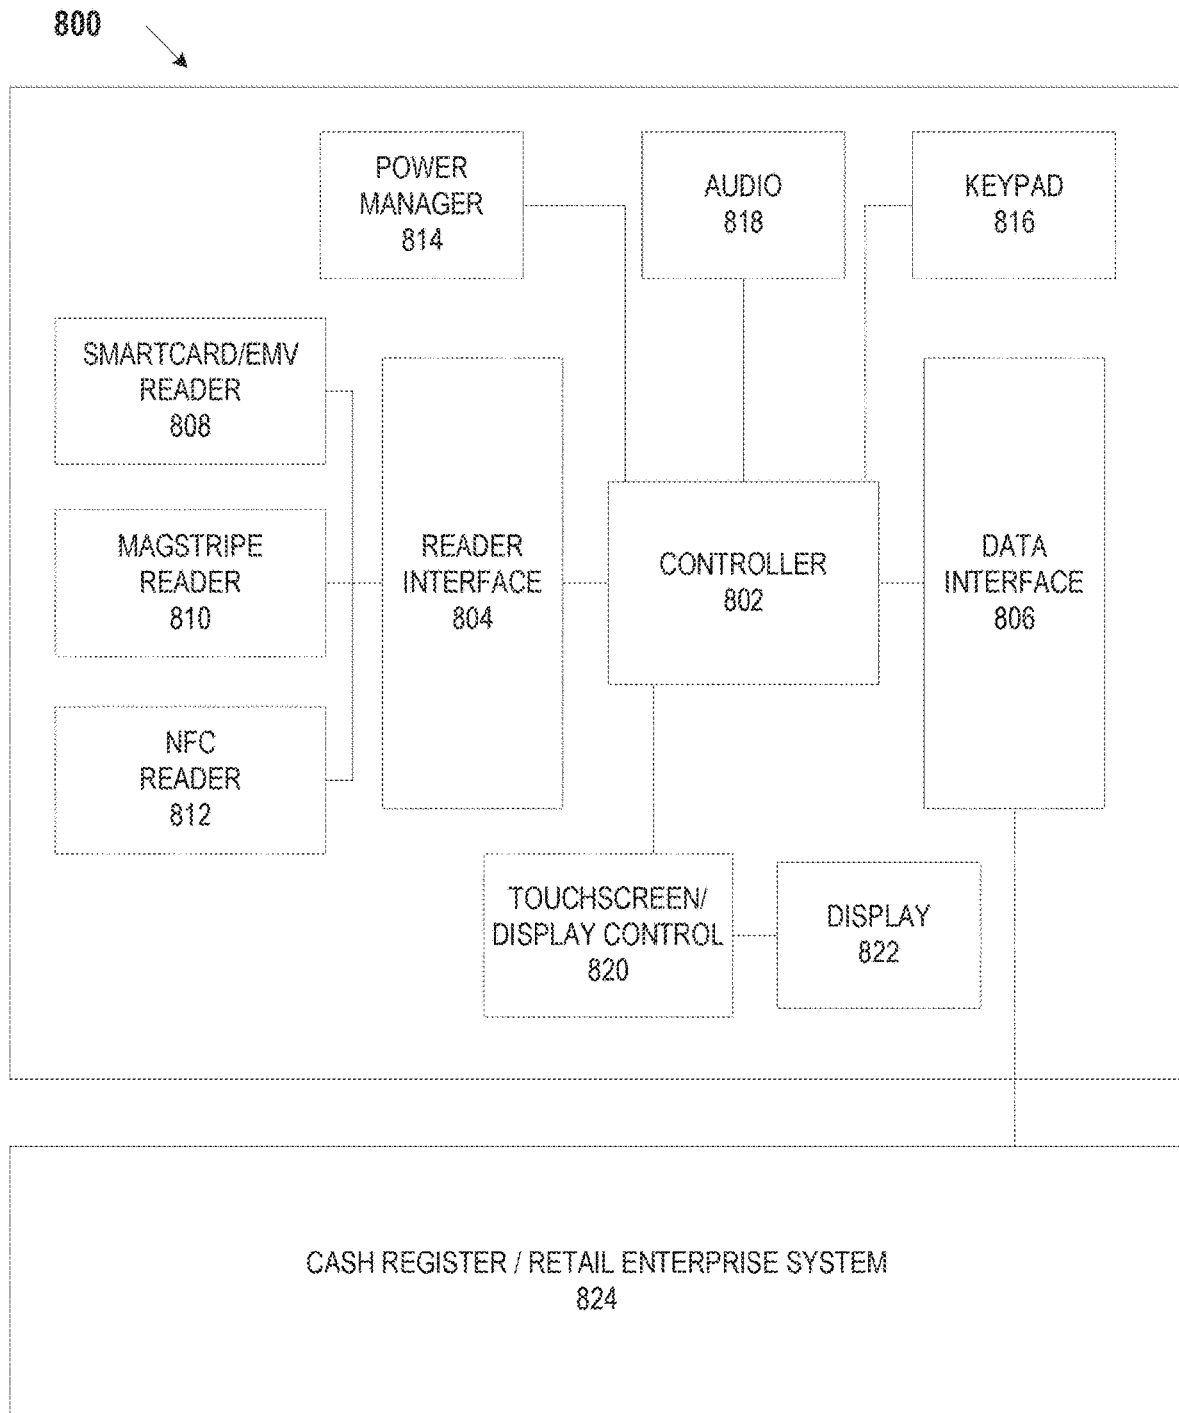 800
POWER
MANAGER
814
AUDIO
818
KEYPAD
816
SMARTCARD/EMV
READER
808
MAGSTRIPE
READER
810
NFC
READER
812
READER
INTERFACE
804
CONTROLLER
802
DATA
INTERFACE
806
TOUCHSCREEN/
DISPLAY CONTROL
820
DISPLAY
822
CASH REGISTER / RETAIL ENTERPRISE SYSTEM
824